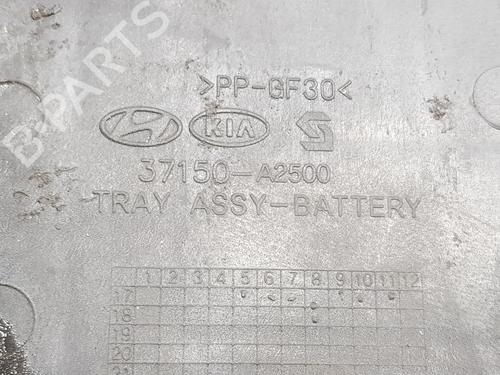 B-PARTS
>PP-GF30<
KIA
37150-A2500
TRAY ASSY-BATTERY
1 2 3 4 5 6 7 8 9 10 11 12
17
18
19
20
21